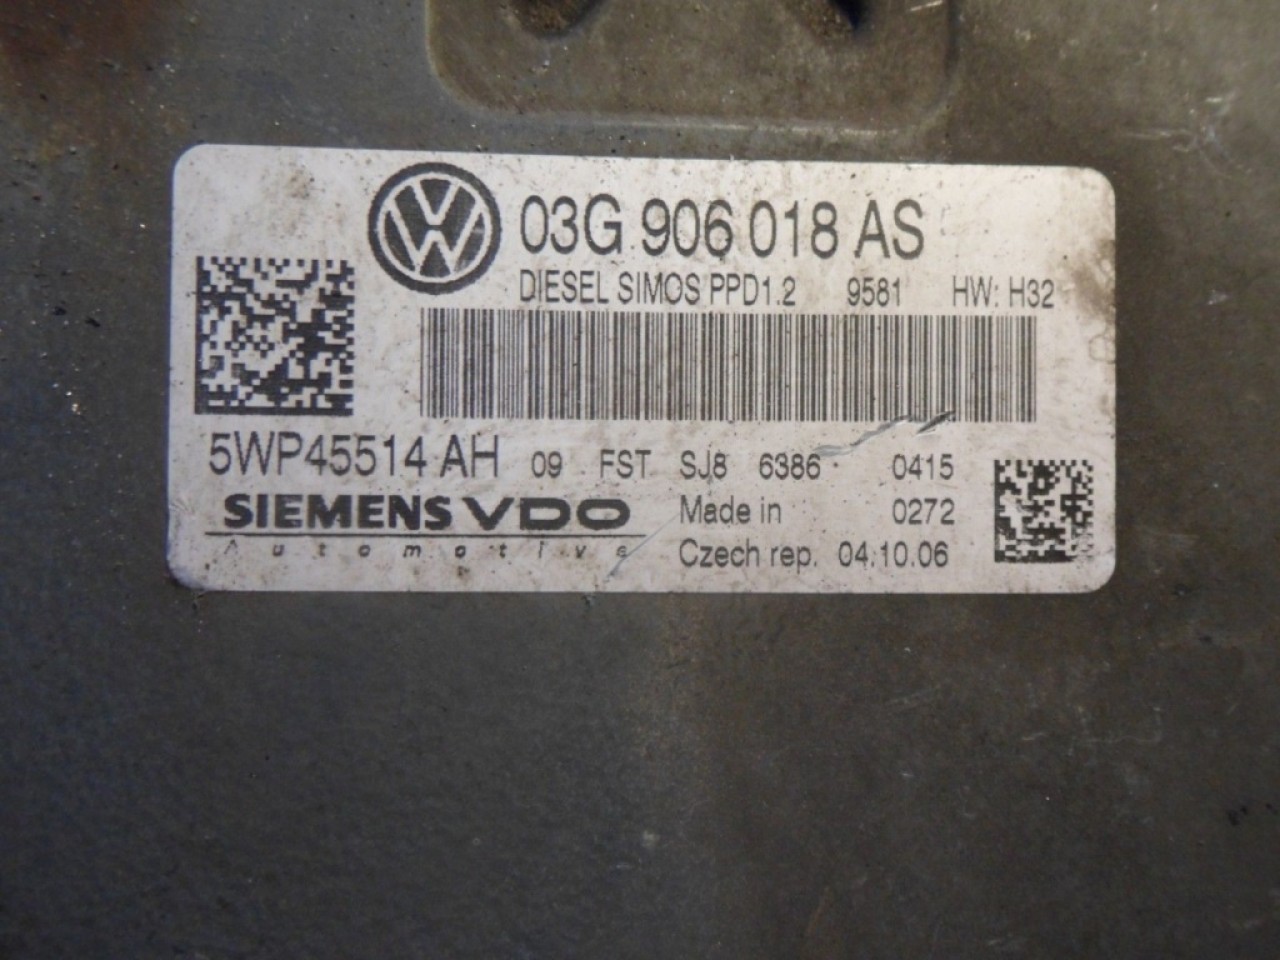 03G 906 018 AS
DIESEL SIMOS PPD1.2 9581 HW: H32
5WP45514 AH 09 FST SJ8 6386 0415
SIEMENS VDO Made in 0272
Automotive Czech rep. 04.10.06